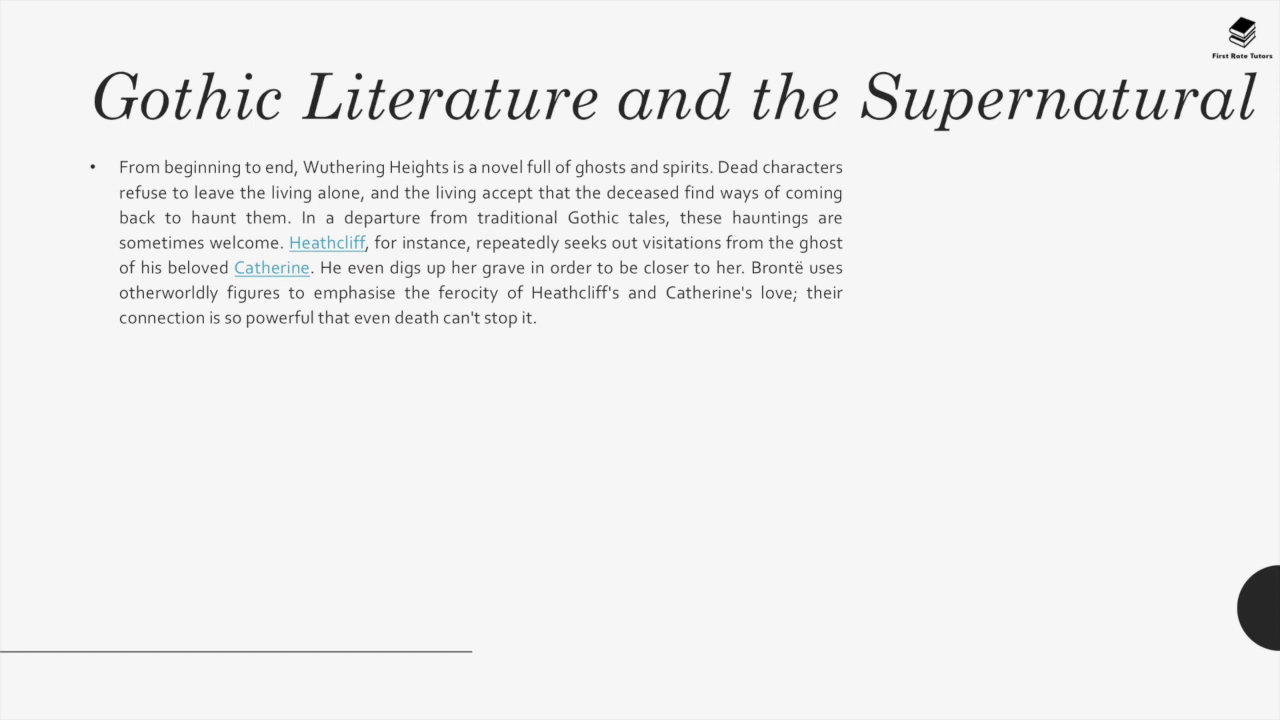 First Rate Tutors
Gothic Literature and the Supernatural
• From beginning to end, Wuthering Heights is a novel full of ghosts and spirits. Dead characters
refuse to leave the living alone, and the living accept that the deceased find ways of coming
back to haunt them. In a departure from traditional Gothic tales, these hauntings are
sometimes welcome. Heathcliff, for instance, repeatedly seeks out visitations from the ghost
of his beloved Catherine. He even digs up her grave in order to be closer to her. Brontë uses
otherworldly figures to emphasise the ferocity of Heathcliff's and Catherine's love; their
connection is so powerful that even death can't stop it.